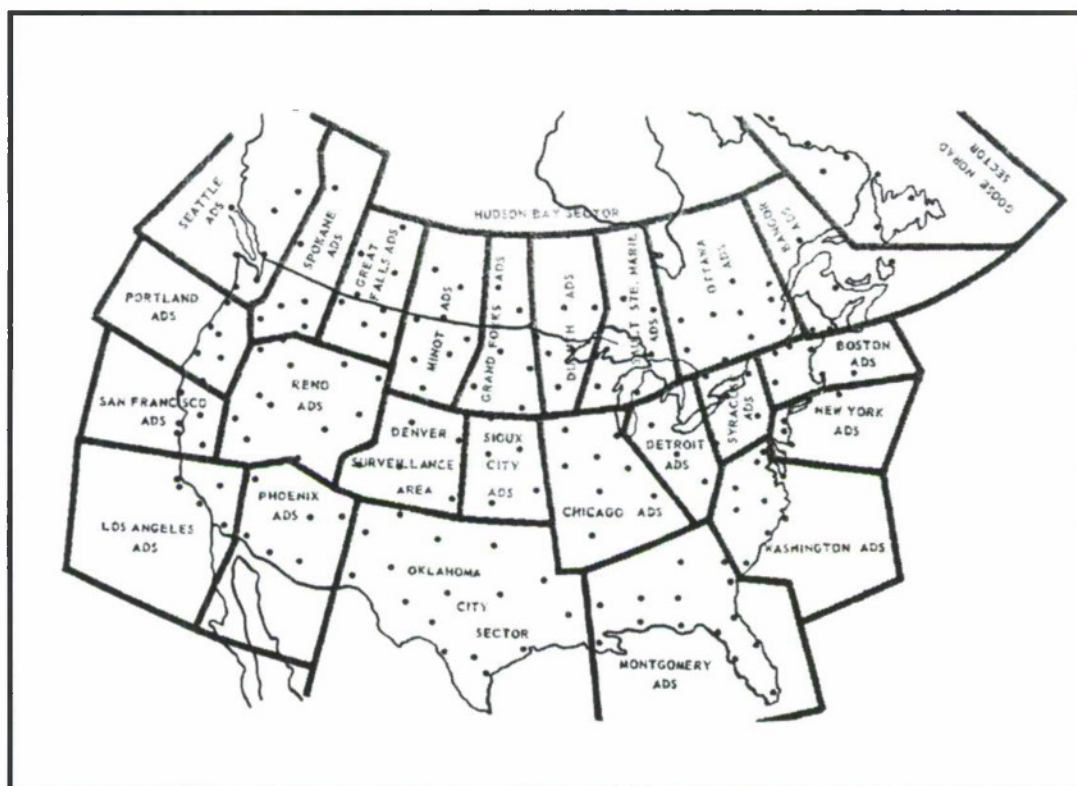 GOOSE NORAD
SECTOR
HUDSON BAY SECTOR
SEATTLE
ADS
SPOKANE
ADS
GREAT
FALLS ADS
MINOT ADS
GRAND FORKS ADS
DULUTH ADS
SAULT STE. MARIE
ADS
OTTAWA
ADS
BANGOR
ADS
PORTLAND
ADS
BOSTON
ADS
RENO
ADS
SAN FRANCISCO
ADS
SYRACUSE
ADS
NEW YORK
ADS
DENVER
SURVEILLANCE
AREA
SIOUX
CITY
ADS
DETROIT
ADS
PHOENIX
ADS
CHICAGO ADS
LOS ANGELES
ADS
WASHINGTON ADS
OKLAHOMA
CITY
SECTOR
MONTGOMERY
ADS